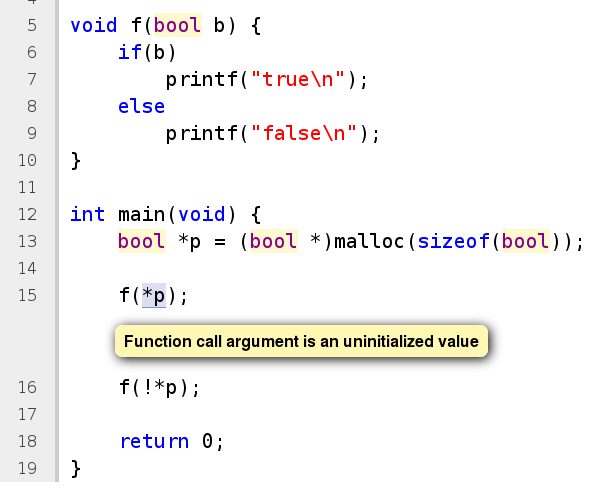 5 void f(bool b) {
6 if(b)
7 printf("true\n");
8 else
9 printf("false\n");
10 }
11
12 int main(void) {
13 bool *p = (bool *)malloc(sizeof(bool));
14
15 f(*p);
Function call argument is an uninitialized value
16 f(!*p);
17
18 return 0;
19 }